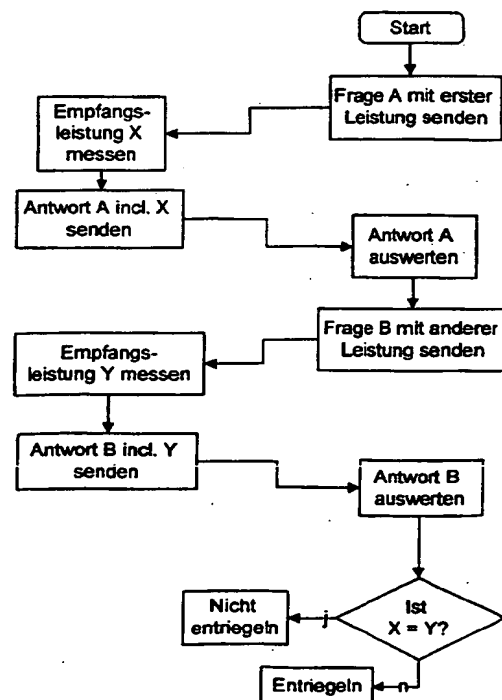 Start
Frage A mit erster
Leistung senden
Empfangs-
leistung X
messen
Antwort A incl. X
senden
Antwort A
auswerten
Frage B mit anderer
Leistung senden
Empfangs-
leistung Y messen
Antwort B incl. Y
senden
Antwort B
auswerten
Ist
X = Y?
j
Nicht
entriegeln
n
Entriegeln